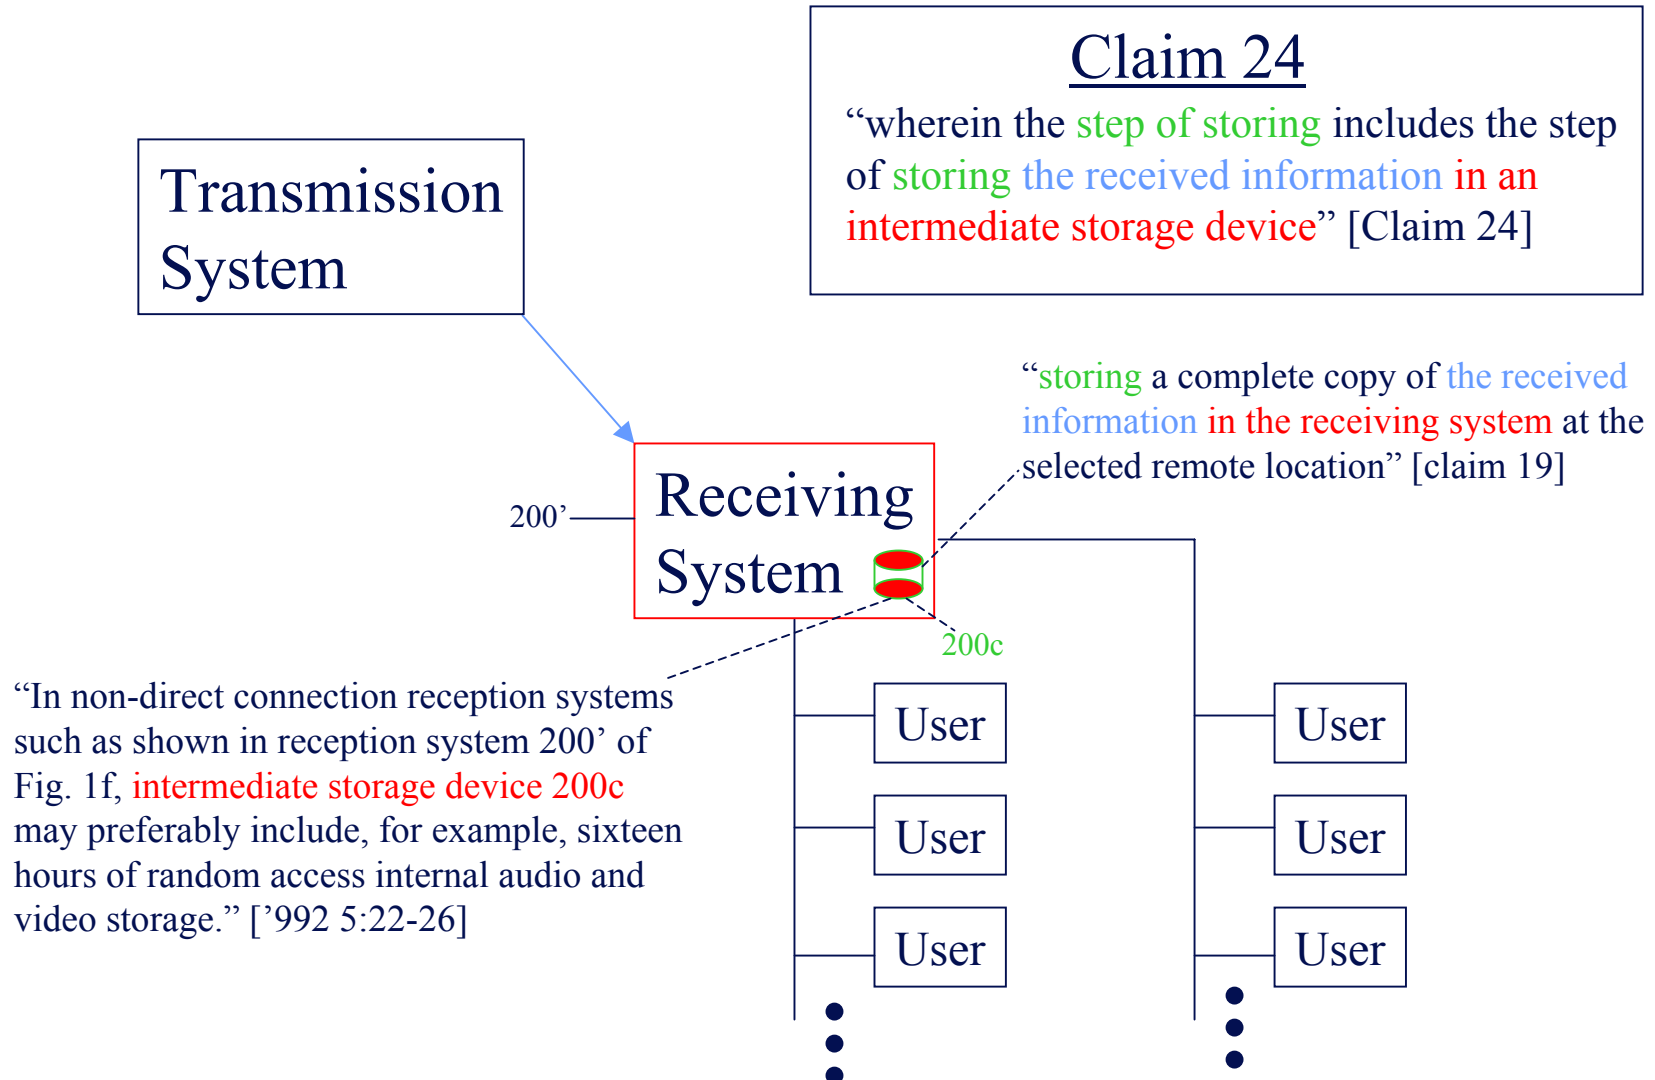 Claim 24
“wherein the step of storing includes the step
of storing the received information in an
intermediate storage device” [Claim 24]
Transmission
System
“storing a complete copy of the received
information in the receiving system at the
selected remote location” [claim 19]
200’
Receiving
System
200c
“In non-direct connection reception systems
such as shown in reception system 200’ of
Fig. 1f, intermediate storage device 200c
may preferably include, for example, sixteen
hours of random access internal audio and
video storage.” [’992 5:22-26]
User
User
User
User
User
User